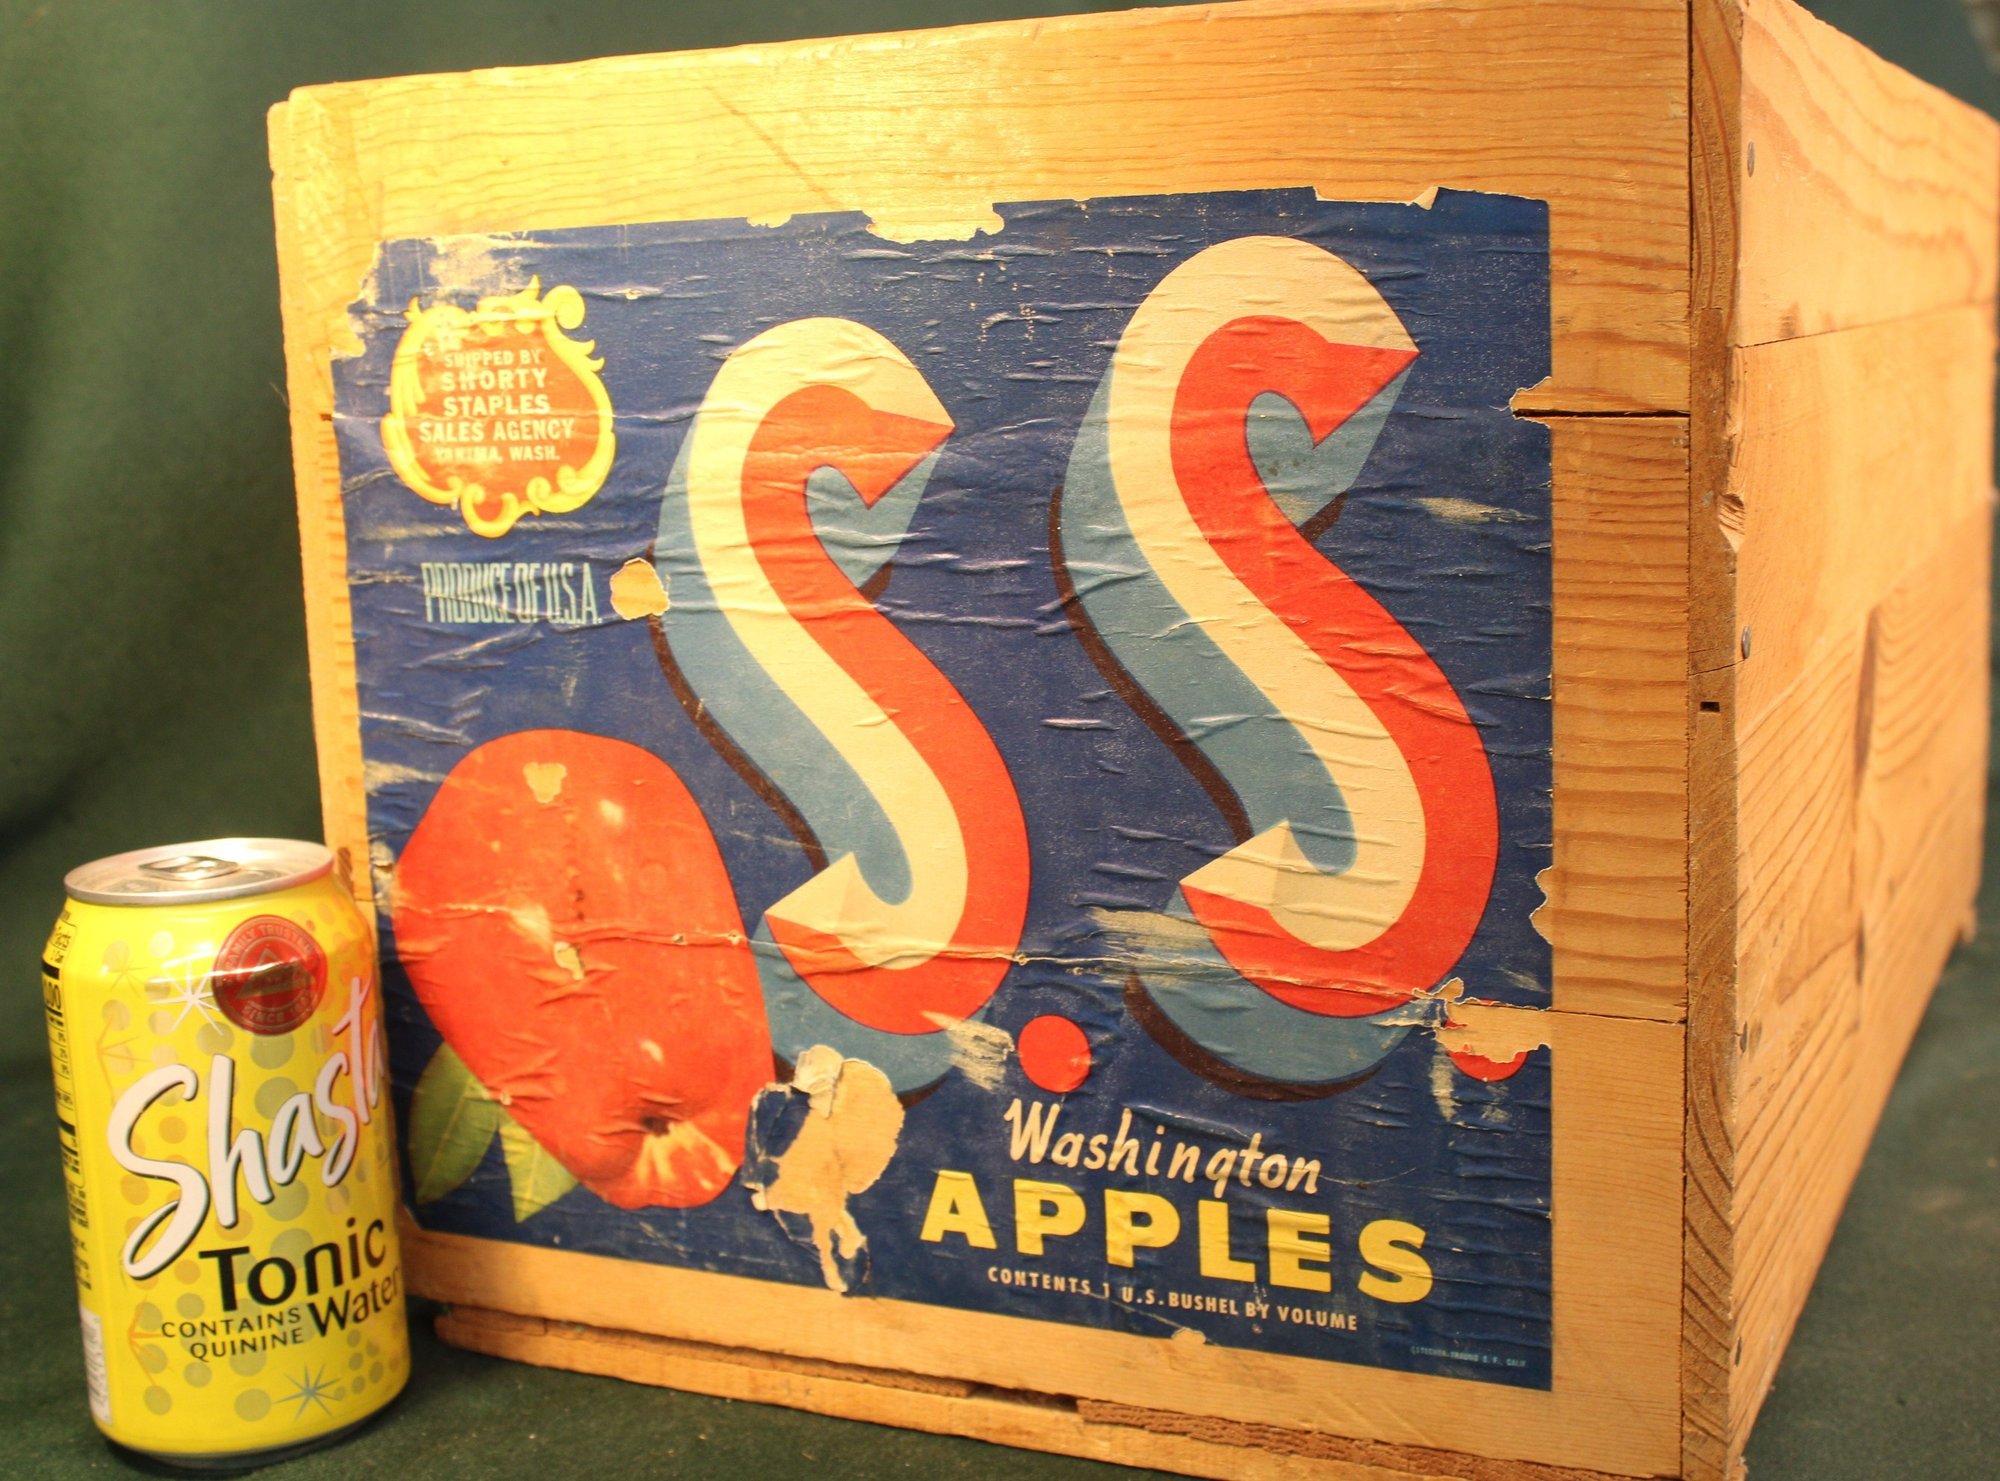 SHIPPED BY
SHORTY
STAPLES
SALES AGENCY
YAKIMA, WASH.
PRODUCE OF U.S.A.
S.S.
Washington
APPLES
CONTENTS 1 U.S. BUSHEL BY VOLUME
Shasta
Tonic
Water
CONTAINS
QUININE